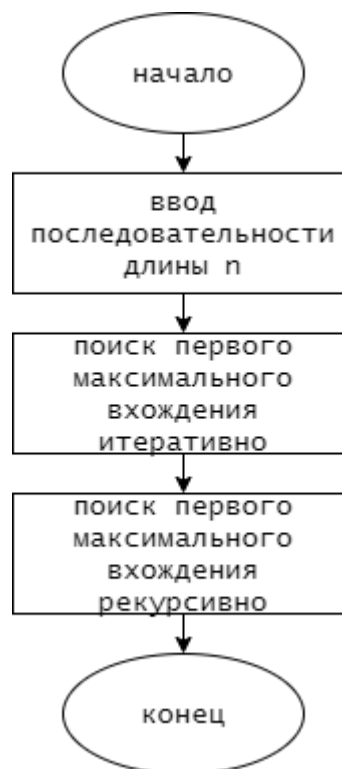 начало
ввод
последовательности
длины n
поиск первого
максимального
вхождения
итеративно
поиск первого
максимального
вхождения
рекурсивно
конец